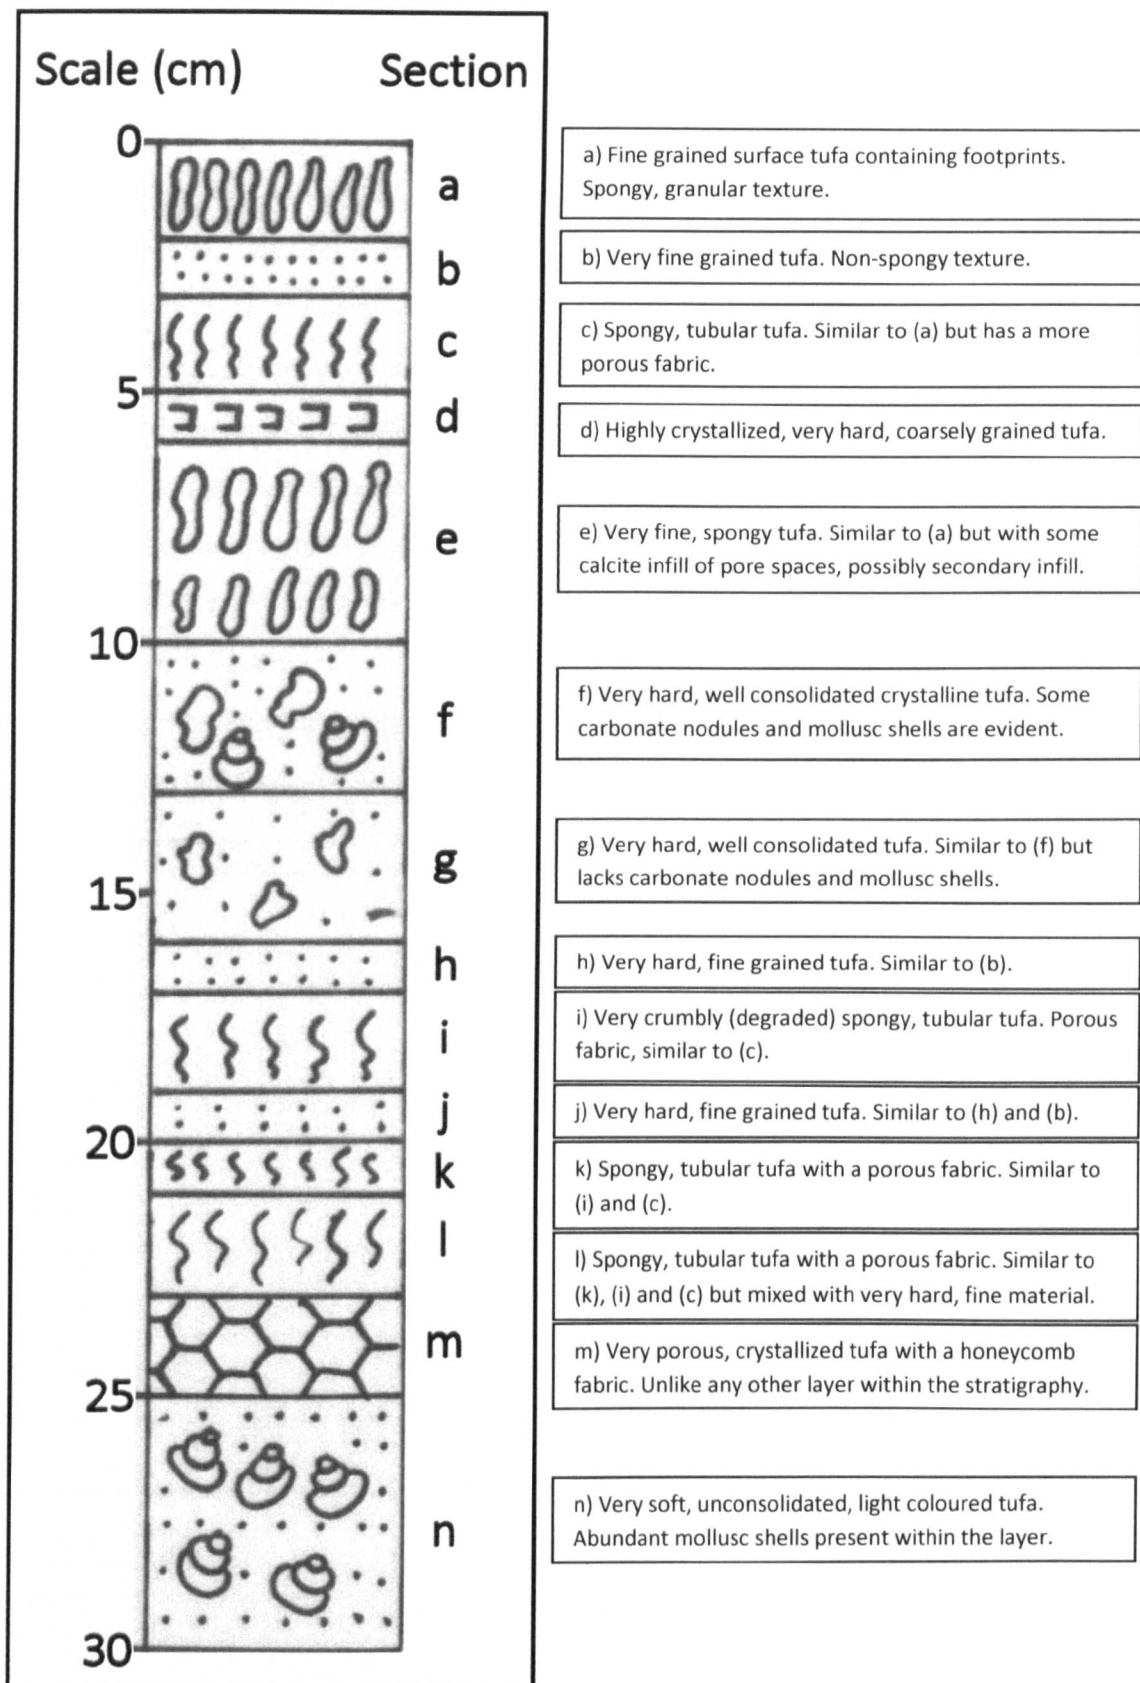 Scale (cm) Section
0
a
a) Fine grained surface tufa containing footprints.
Spongy, granular texture.
b
b) Very fine grained tufa. Non-spongy texture.
c
c) Spongy, tubular tufa. Similar to (a) but has a more
porous fabric.
5
d
d) Highly crystallized, very hard, coarsely grained tufa.
e
e) Very fine, spongy tufa. Similar to (a) but with some
calcite infill of pore spaces, possibly secondary infill.
10
f
f) Very hard, well consolidated crystalline tufa. Some
carbonate nodules and mollusc shells are evident.
g
g) Very hard, well consolidated tufa. Similar to (f) but
lacks carbonate nodules and mollusc shells.
15
h
h) Very hard, fine grained tufa. Similar to (b).
i
i) Very crumbly (degraded) spongy, tubular tufa. Porous
fabric, similar to (c).
j
j) Very hard, fine grained tufa. Similar to (h) and (b).
20
k
k) Spongy, tubular tufa with a porous fabric. Similar to
(i) and (c).
l
l) Spongy, tubular tufa with a porous fabric. Similar to
(k), (i) and (c) but mixed with very hard, fine material.
m
m) Very porous, crystallized tufa with a honeycomb
fabric. Unlike any other layer within the stratigraphy.
25
n
n) Very soft, unconsolidated, light coloured tufa.
Abundant mollusc shells present within the layer.
30